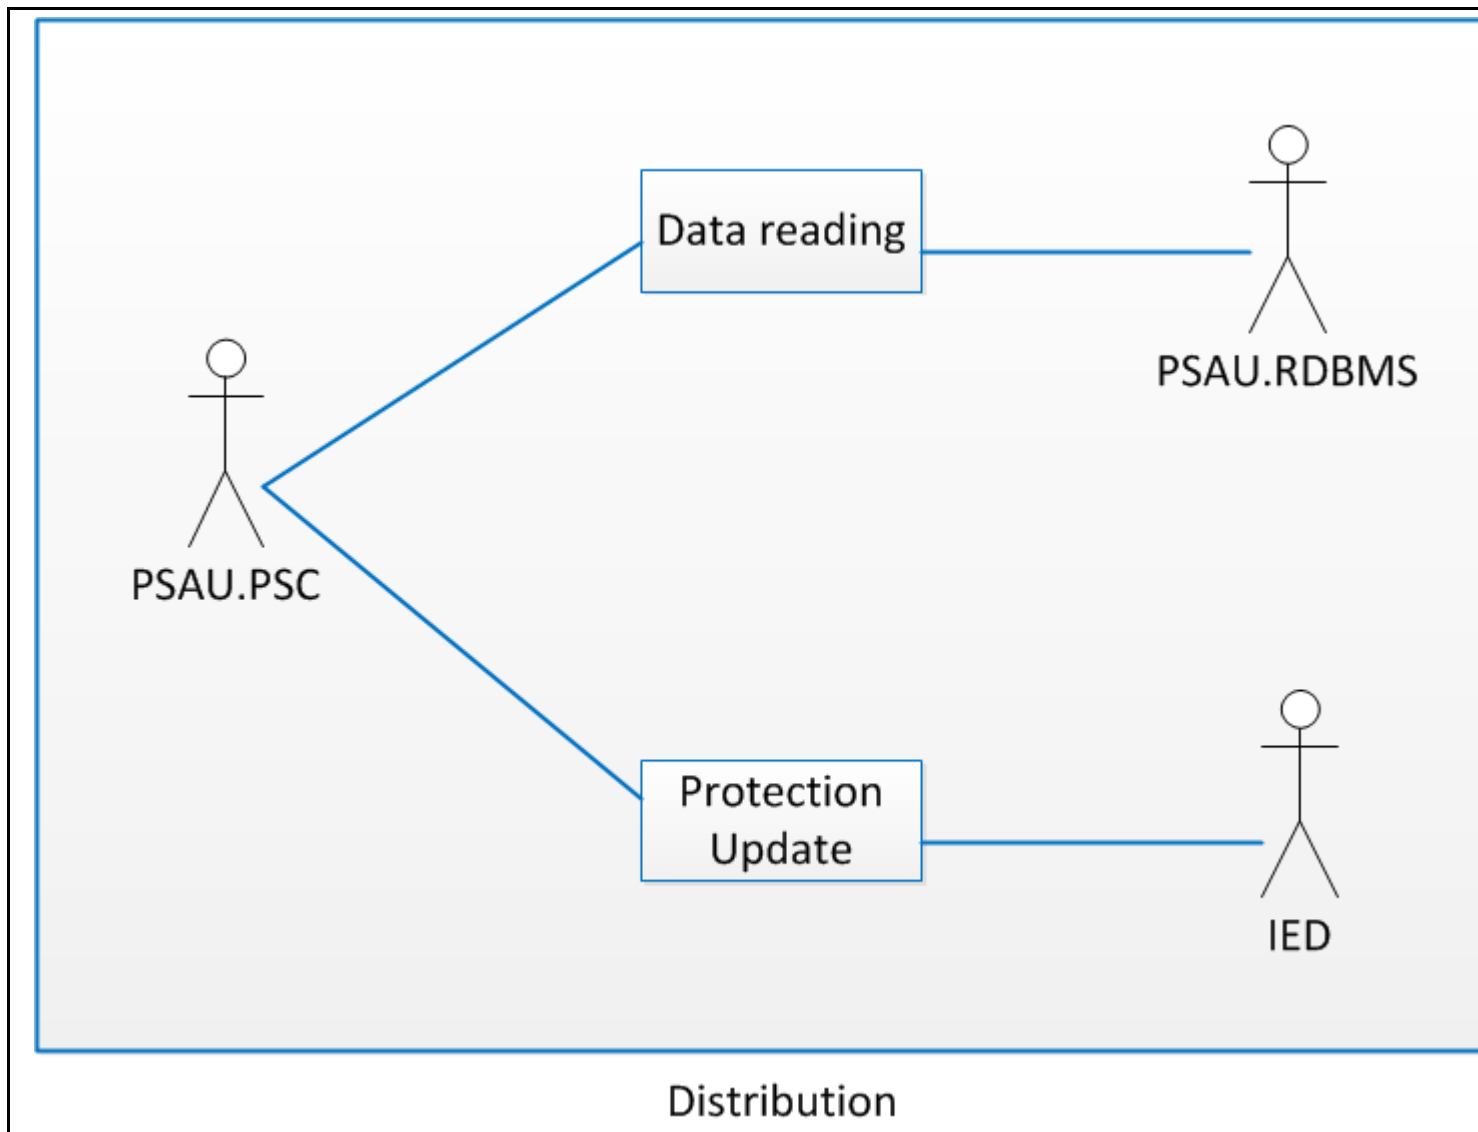 Data reading
PSAU.RDBMS
PSAU.PSC
Protection
Update
IED
Distribution